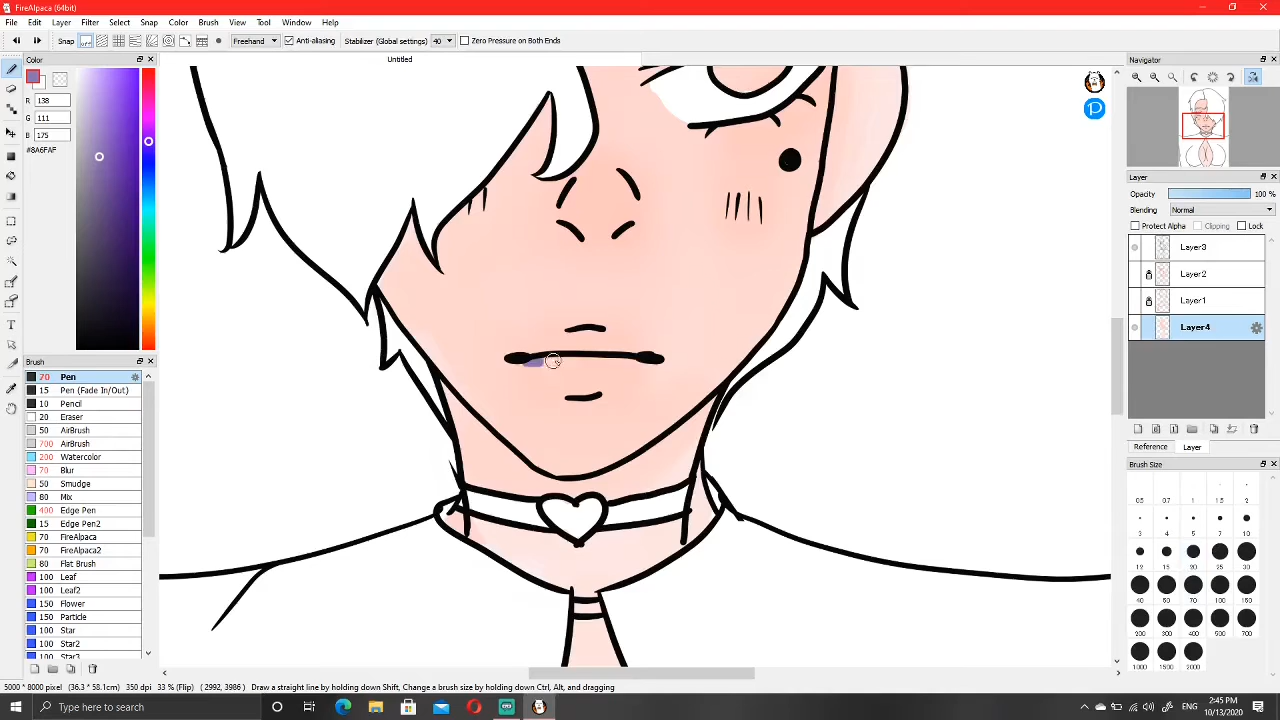 FireAlpaca (64bit)
File Edit Layer Filter Select Snap Color Brush View Tool Window Help
Snap Freehand Anti-aliasing Stabilizer (Global settings) 40 Zero Pressure on Both Ends
Untitled
Color
R 138
G 111
B 175
#8A6FAF
Brush
20 Pen
15 Pen (Fade In/Out)
10 Pencil
20 Eraser
50 AirBrush
700 AirBrush
200 Watercolor
70 Blur
50 Smudge
80 Mix
400 Edge Pen
15 Edge Pen2
70 FireAlpaca
70 FireAlpaca2
80 Flat Brush
100 Leaf
100 Leaf2
150 Flower
150 Particle
100 Star
100 Star2
100 Star3
Navigator
Layer
Opacity 100 %
Blending Normal
Protect Alpha Clipping Lock
Layer3
Layer2
Layer1
Layer4
Reference Layer
Brush Size
0.5 0.7 1 1.5 2
3 4 5 7 10
12 15 20 25 30
40 50 70 100 150
200 300 400 500 700
1000 1500 2000
5000 * 8000 pixel (36.3 * 58.1cm) 350 dpi 33 % (Flip) ( 2992, 3986 ) Draw a straight line by holding down Shift, Change a brush size by holding down Ctrl, Alt, and dragging
Type here to search
2:45 PM
10/13/2020